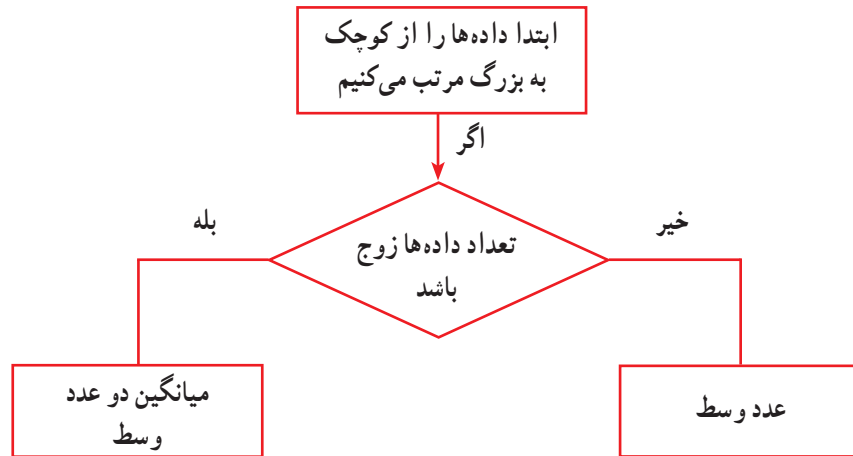 ابتدا داده‌ها را از کوچک
به بزرگ مرتب می‌کنیم
اگر
خیر
بله
تعداد داده‌ها زوج
باشد
عدد وسط
میانگین دو عدد
وسط